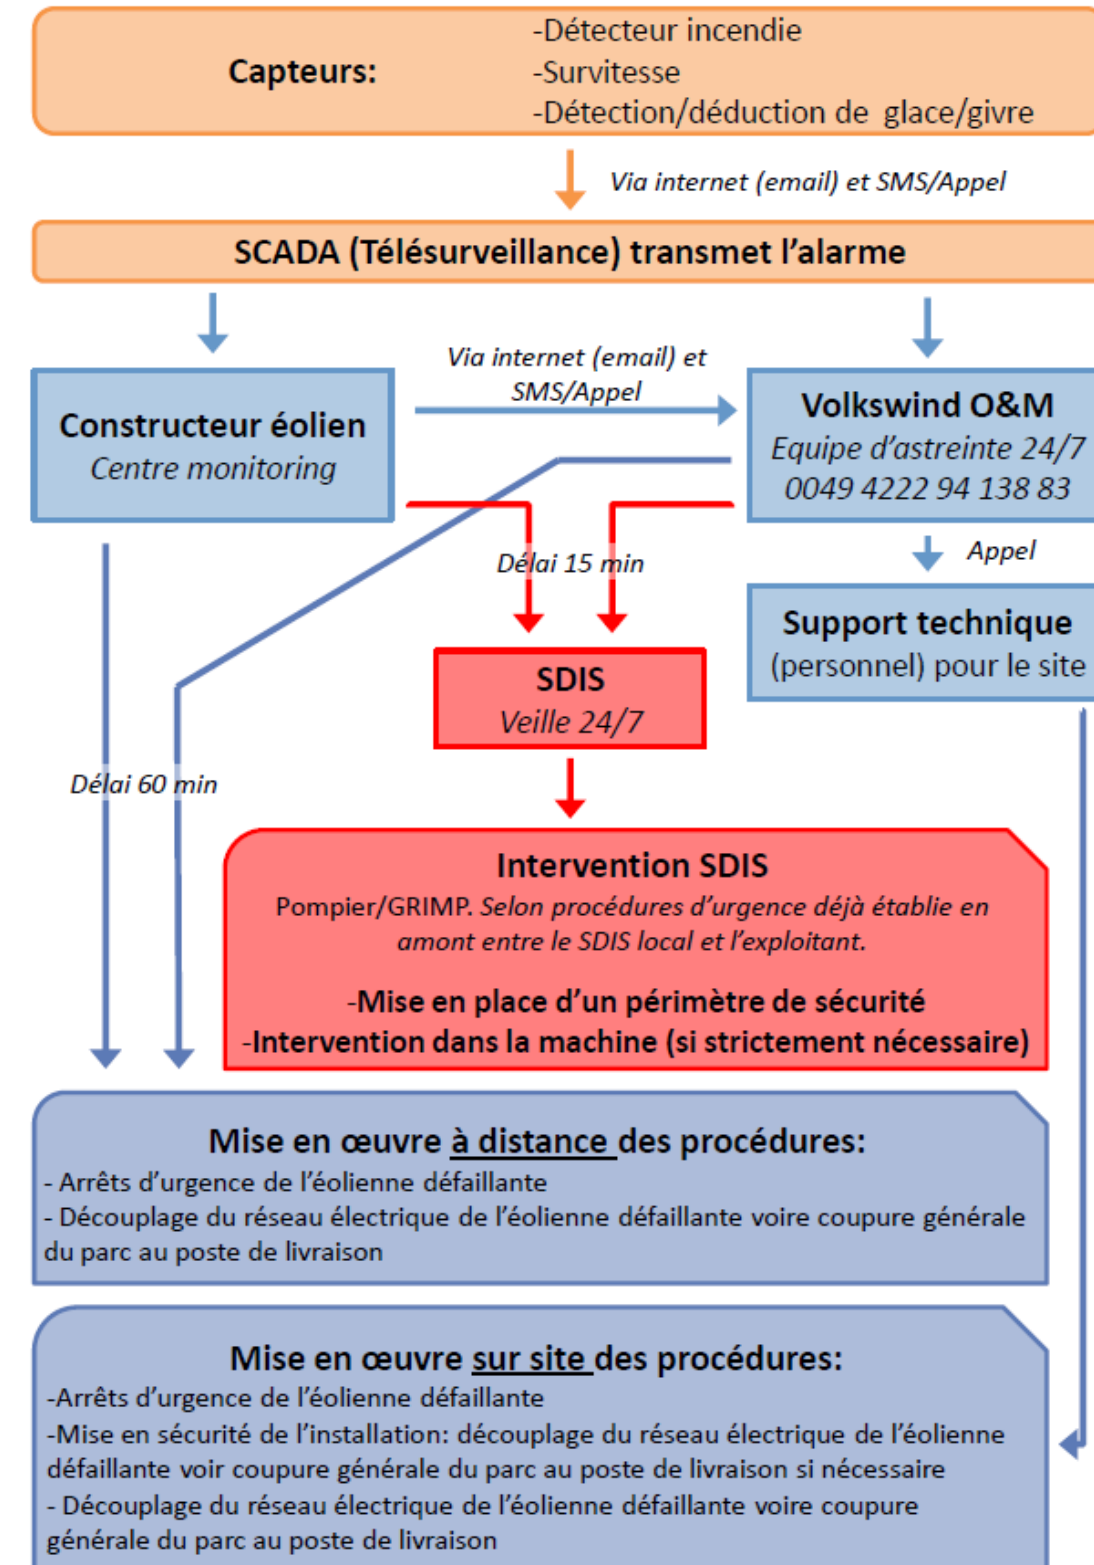 Capteurs:
-Détecteur incendie
-Survitesse
-Détection/déduction de glace/givre
Via internet (email) et SMS/Appel
SCADA (Télésurveillance) transmet l'alarme
Via internet (email) et
SMS/Appel
Constructeur éolien
Centre monitoring
Volkswind O&M
Equipe d'astreinte 24/7
0049 4222 94 138 83
Délai 15 min
Appel
Support technique
(personnel) pour le site
SDIS
Veille 24/7
Délai 60 min
Intervention SDIS
Pompier/GRIMP. Selon procédures d'urgence déjà établie en
amont entre le SDIS local et l'exploitant.
-Mise en place d'un périmètre de sécurité
-Intervention dans la machine (si strictement nécessaire)
Mise en œuvre à distance des procédures:
- Arrêts d'urgence de l'éolienne défaillante
- Découplage du réseau électrique de l'éolienne défaillante voire coupure générale
du parc au poste de livraison
Mise en œuvre sur site des procédures:
-Arrêts d'urgence de l'éolienne défaillante
-Mise en sécurité de l'installation: découplage du réseau électrique de l'éolienne
défaillante voir coupure générale du parc au poste de livraison si nécessaire
- Découplage du réseau électrique de l'éolienne défaillante voire coupure
générale du parc au poste de livraison